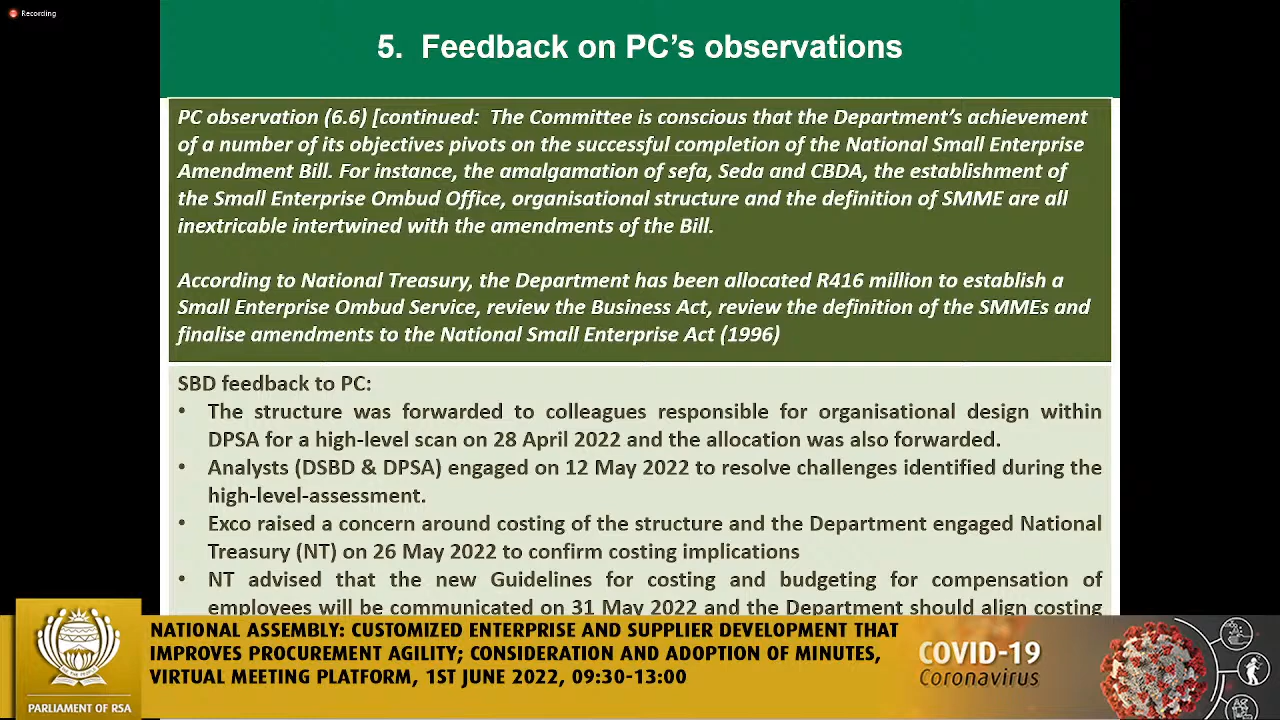 Recording
5. Feedback on PC's observations
PC observation (6.6) [continued: The Committee is conscious that the Department's achievement
of a number of its objectives pivots on the successful completion of the National Small Enterprise
Amendment Bill. For instance, the amalgamation of sefa, Seda and CBDA, the establishment of
the Small Enterprise Ombud Office, organisational structure and the definition of SMME are all
inextricable intertwined with the amendments of the Bill.
According to National Treasury, the Department has been allocated R416 million to establish a
Small Enterprise Ombud Service, review the Business Act, review the definition of the SMMEs and
finalise amendments to the National Small Enterprise Act (1996)
SBD feedback to PC:
• The structure was forwarded to colleagues responsible for organisational design within
DPSA for a high-level scan on 28 April 2022 and the allocation was also forwarded.
• Analysts (DSBD & DPSA) engaged on 12 May 2022 to resolve challenges identified during the
high-level-assessment.
• Exco raised a concern around costing of the structure and the Department engaged National
Treasury (NT) on 26 May 2022 to confirm costing implications
• NT advised that the new Guidelines for costing and budgeting for compensation of
employees will be communicated on 31 May 2022 and the Department should align costing
NATIONAL ASSEMBLY: CUSTOMIZED ENTERPRISE AND SUPPLIER DEVELOPMENT THAT
IMPROVES PROCUREMENT AGILITY; CONSIDERATION AND ADOPTION OF MINUTES,
VIRTUAL MEETING PLATFORM, 1ST JUNE 2022, 09:30-13:00
PARLIAMENT OF RSA
COVID-19
Coronavirus